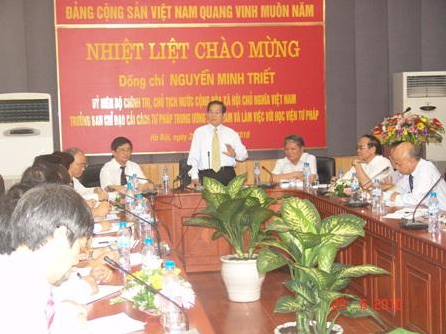 ĐẢNG CỘNG SẢN VIỆT NAM QUANG VINH MUÔN NĂM
NHIỆT LIỆT CHÀO MỪNG
Đồng chí NGUYỄN MINH TRIẾT
UỶ VIÊN BỘ CHÍNH TRỊ, CHỦ TỊCH NƯỚC CỘNG HÒA XÃ HỘI CHỦ NGHĨA VIỆT NAM
TRƯỞNG BAN CHỈ ĐẠO CẢI CÁCH TƯ PHÁP TRUNG ƯƠNG THĂM VÀ LÀM VIỆC VỚI HỌC VIỆN TƯ PHÁP
Hà Nội,